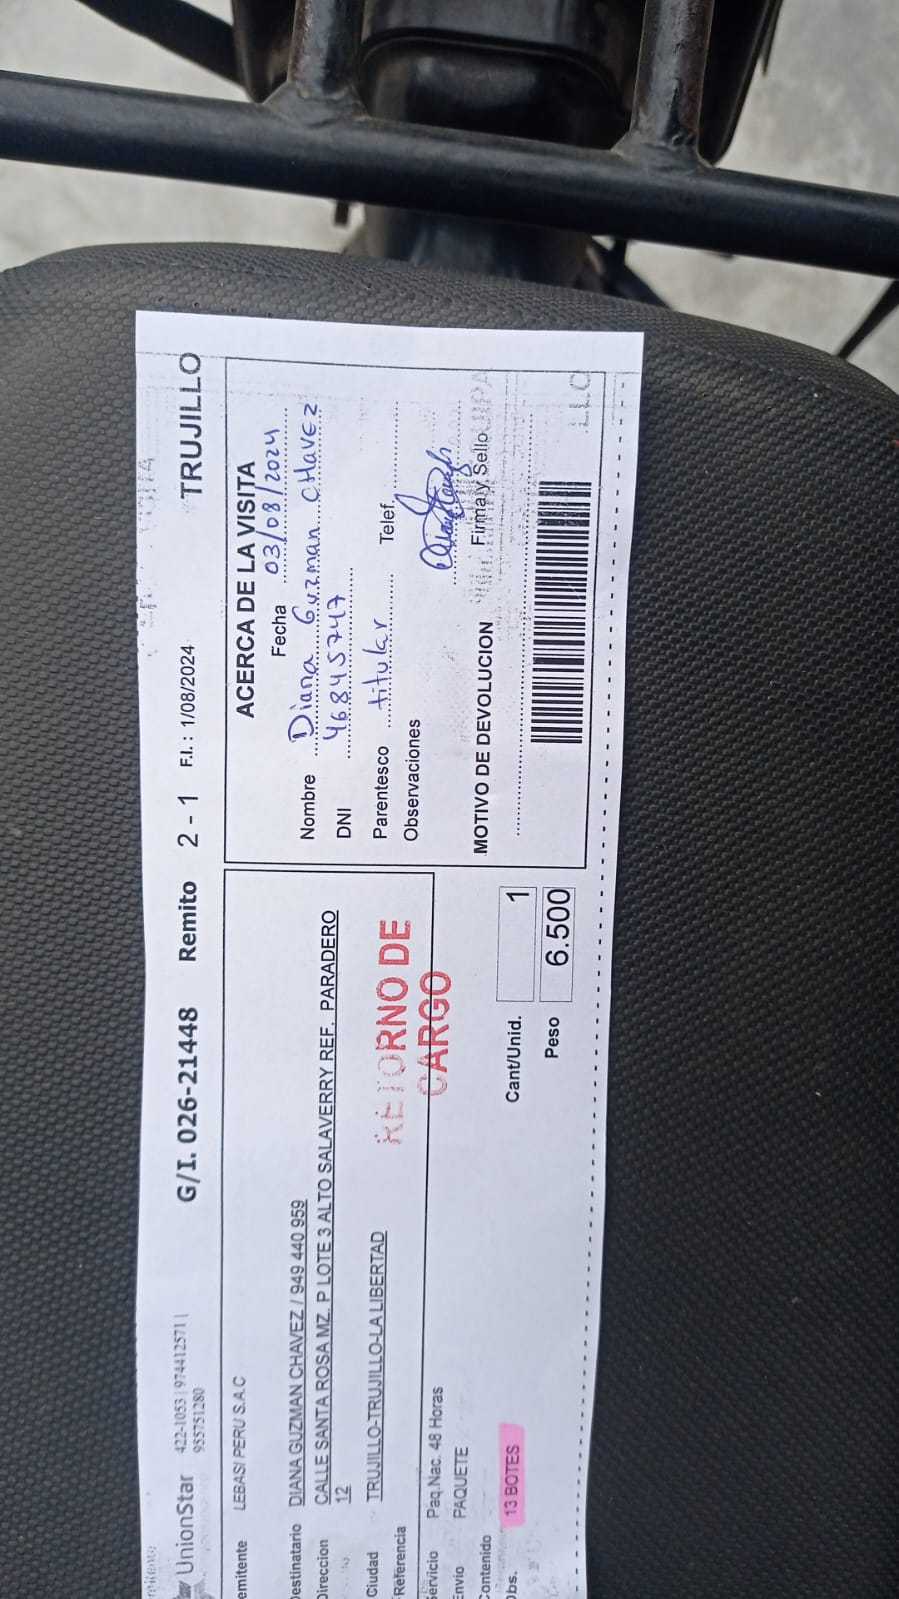 UnionStar
422-1053 | 974412571 |
955751280
G/I. 026-21448 Remito 2 - 1 F.I. : 1/08/2024 TRUJILLO
emitente LEBASI PERU S.A.C
Destinatario DIANA GUZMAN CHAVEZ / 949 440 959
Direccion CALLE SANTA ROSA MZ. P LOTE 3 ALTO SALAVERRY REF. PARADERO
12
Ciudad TRUJILLO-TRUJILLO-LA LIBERTAD
Referencia
RETORNO DE
CARGO
Servicio Paq.Nac. 48 Horas
Envio PAQUETE
Contenido
Obs. 13 BOTES
Cant/Unid. 1
Peso 6.500
ACERCA DE LA VISITA
Fecha 03/08/2024
Nombre Diana Guzman CHAVEZ
DNI 46845747
Parentesco titular Telef.
Observaciones
Firma y Sello
MOTIVO DE DEVOLUCION